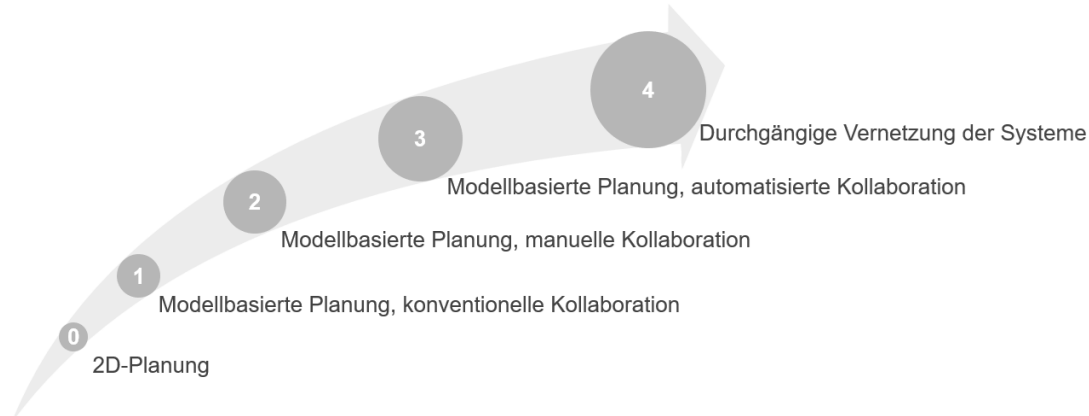 4
Durchgängige Vernetzung der Systeme
3
Modellbasierte Planung, automatisierte Kollaboration
2
Modellbasierte Planung, manuelle Kollaboration
1
Modellbasierte Planung, konventionelle Kollaboration
0
2D-Planung